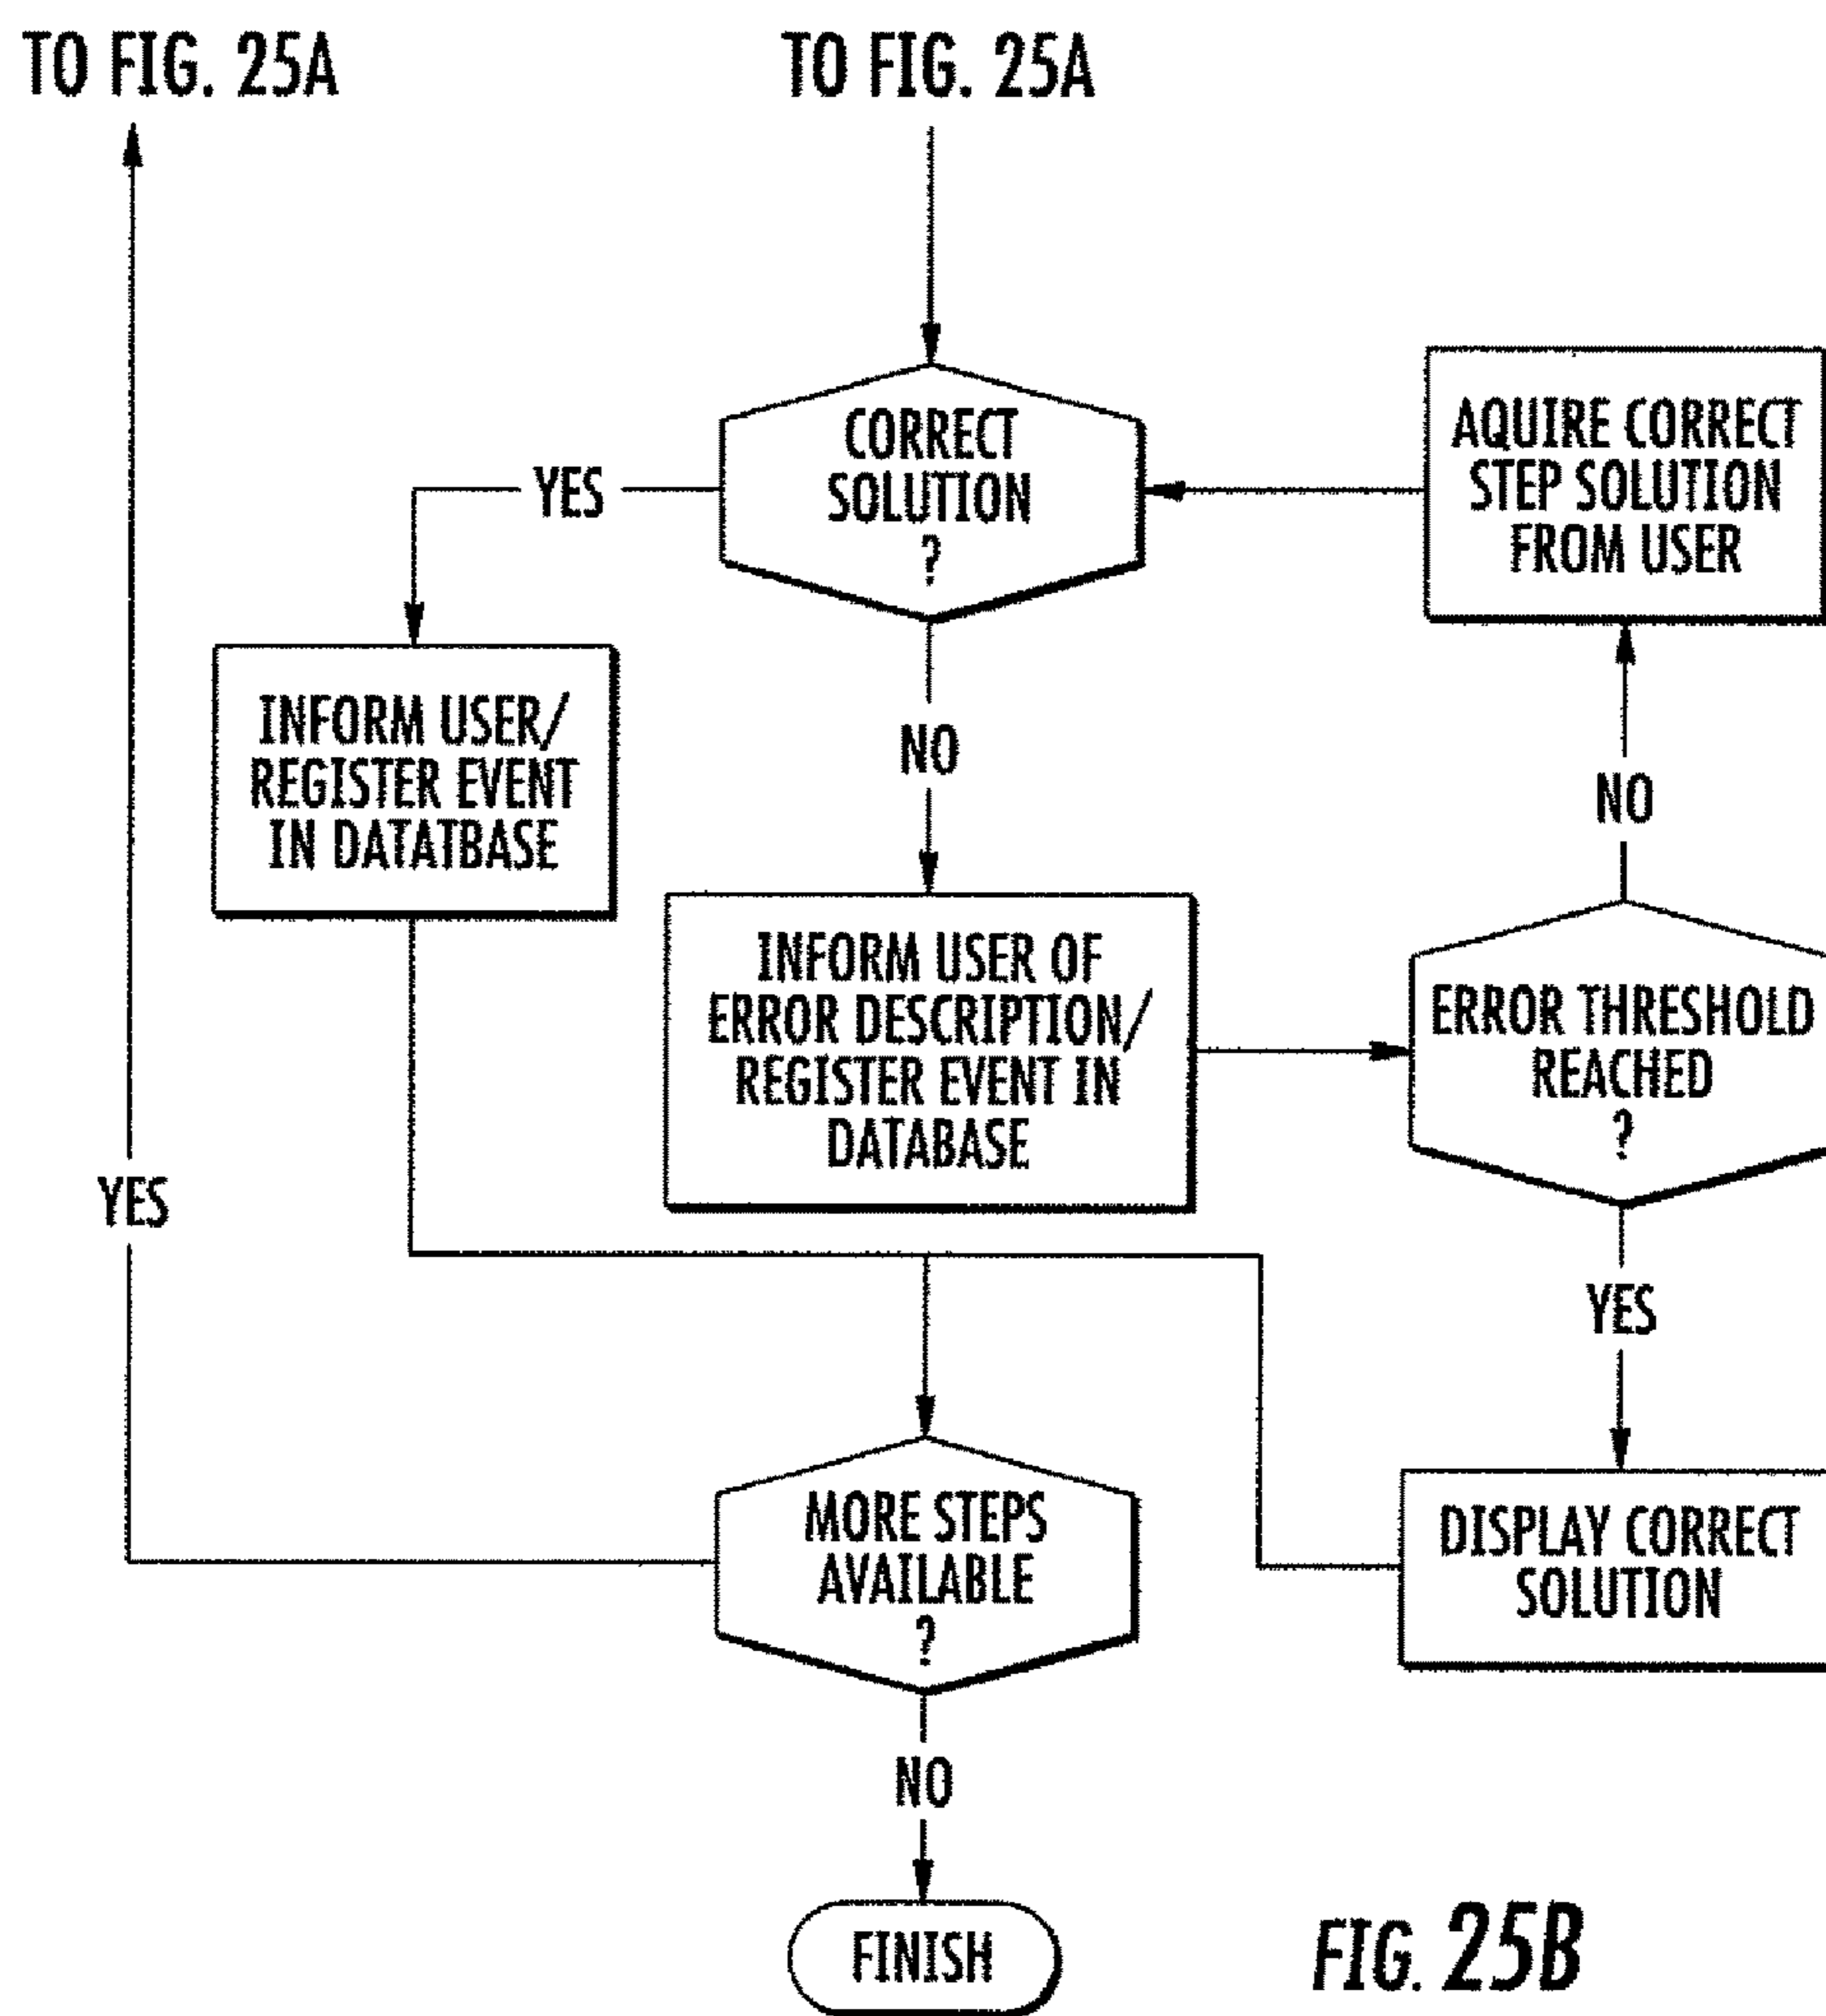 TO FIG. 25A
TO FIG. 25A
CORRECT
SOLUTION
?
YES
AQUIRE CORRECT
STEP SOLUTION
FROM USER
INFORM USER/
REGISTER EVENT
IN DATATBASE
NO
NO
INFORM USER OF
ERROR DESCRIPTION/
REGISTER EVENT IN
DATABASE
ERROR THRESHOLD
REACHED
?
YES
YES
MORE STEPS
AVAILABLE
?
DISPLAY CORRECT
SOLUTION
NO
FINISH
FIG. 25B